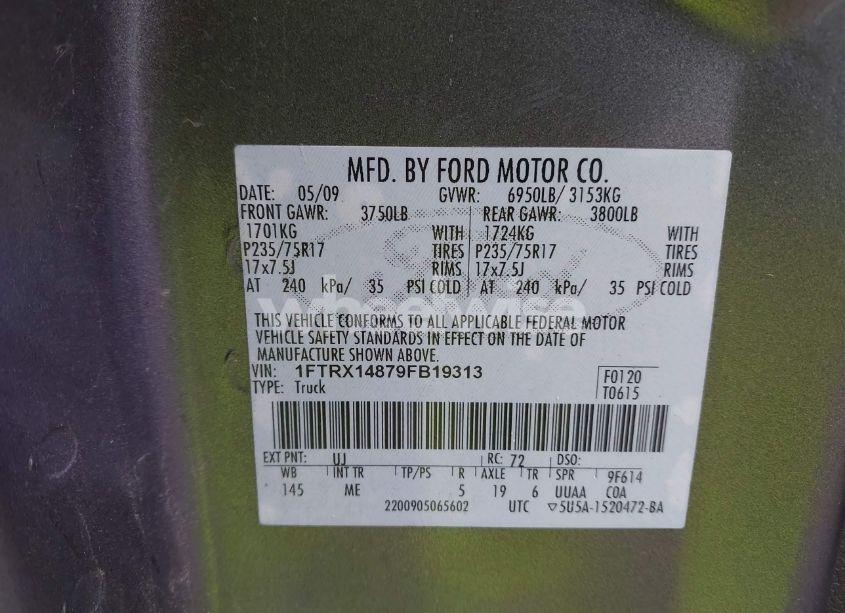 MFD. BY FORD MOTOR CO.
DATE: 05/09 GVWR: 6950LB/ 3153KG
FRONT GAWR: 3750LB REAR GAWR: 3800LB
1701KG WITH 1724KG WITH
P235/75R17 TIRES P235/75R17 TIRES
17x7.5J RIMS 17x7.5J RIMS
AT 240 kPa/ 35 PSI COLD AT 240 kPa/ 35 PSI COLD
wheelwise
THIS VEHICLE CONFORMS TO ALL APPLICABLE FEDERAL MOTOR
VEHICLE SAFETY STANDARDS IN EFFECT ON THE DATE OF
MANUFACTURE SHOWN ABOVE.
VIN: 1FTRX14879FB19313 F0120
TYPE: Truck T0615
EXT PNT: UJ RC: 72 DSO:
WB INT TR TP/PS R AXLE TR SPR 9F614
145 ME 5 19 6 UUAA COA
2200905065602 UTC ▽5U5A-1520472-BA